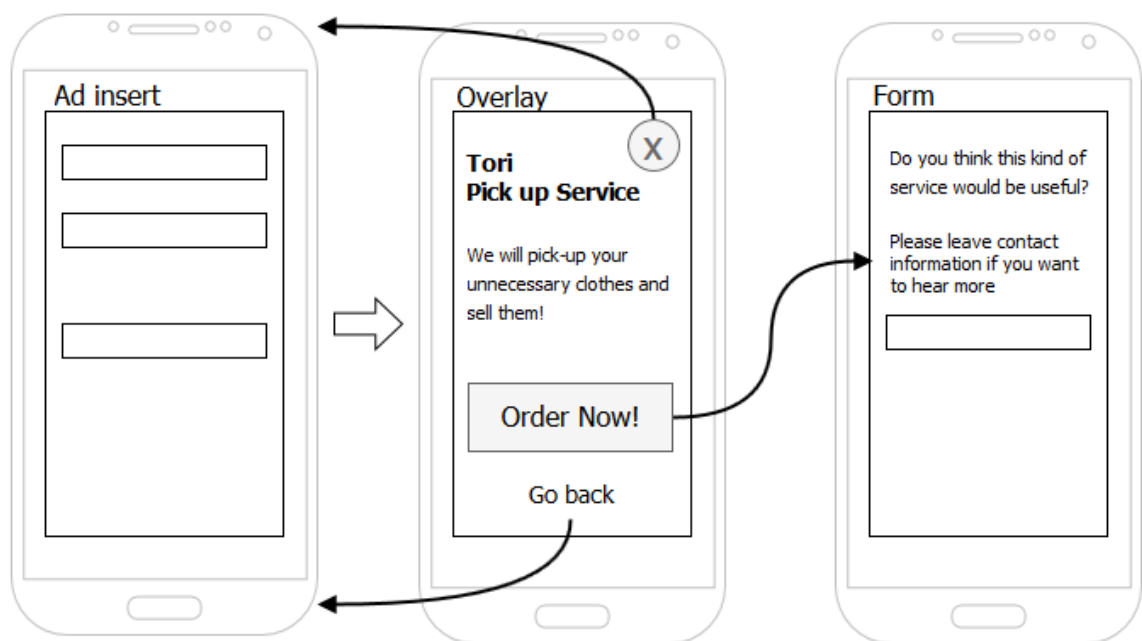 Ad insert
Overlay
X
Tori
Pick up Service
We will pick-up your
unnecessary clothes and
sell them!
Order Now!
Go back
Form
Do you think this kind of
service would be useful?
Please leave contact
information if you want
to hear more